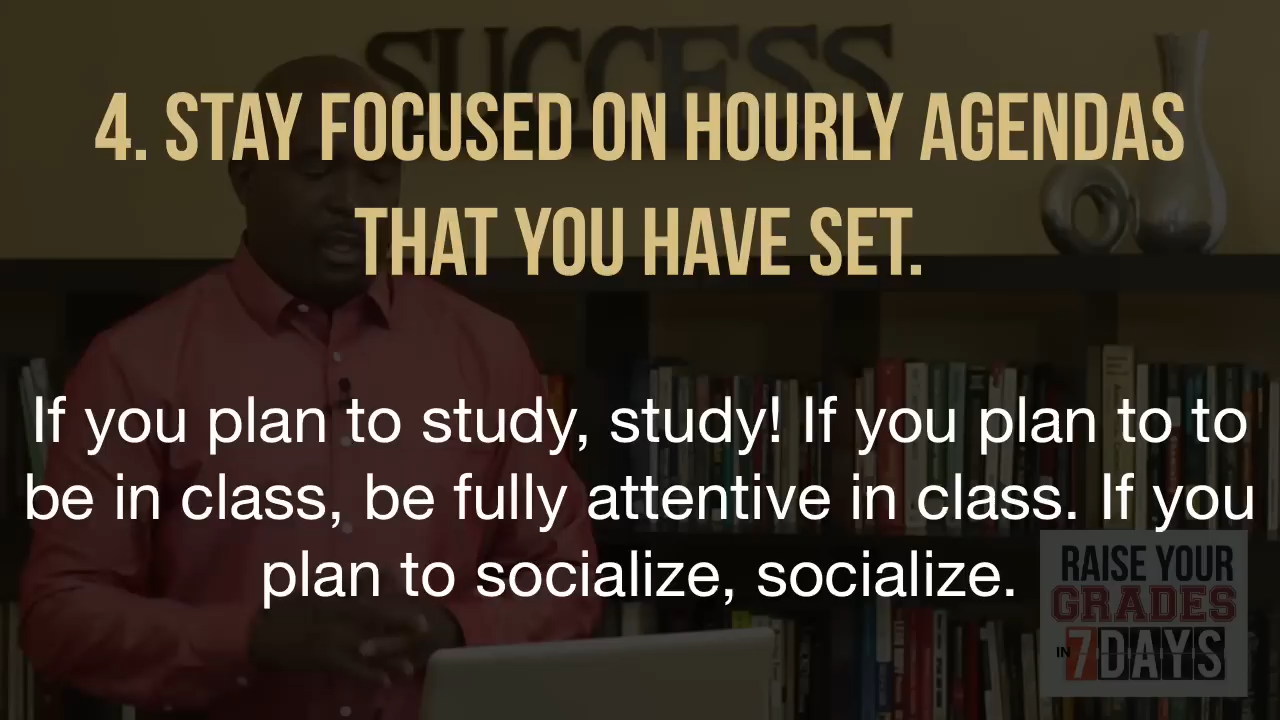 SUCCESS
4. STAY FOCUSED ON HOURLY AGENDAS
THAT YOU HAVE SET.
If you plan to study, study! If you plan to to
be in class, be fully attentive in class. If you
plan to socialize, socialize.
RAISE YOUR
GRADES
IN 7 DAYS